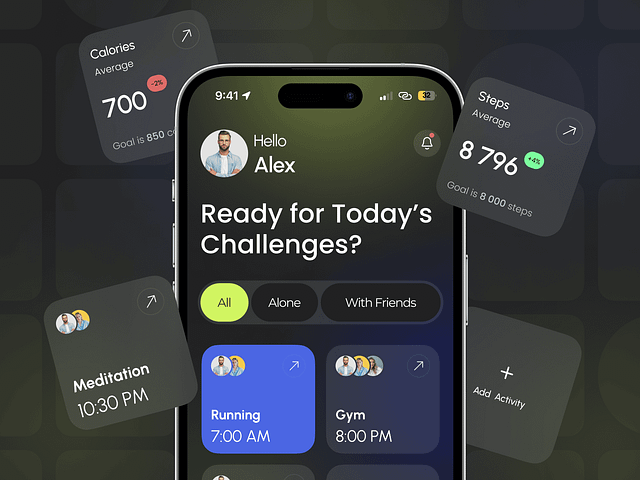 Calories
Average
700
-2%
Goal is 850
Steps
Average
8 796
+4%
Goal is 8 000 steps
9:41
32
Hello
Alex
Ready for Today's
Challenges?
All
Alone
With Friends
Meditation
10:30 PM
Running
7:00 AM
Gym
8:00 PM
+
Add Activity